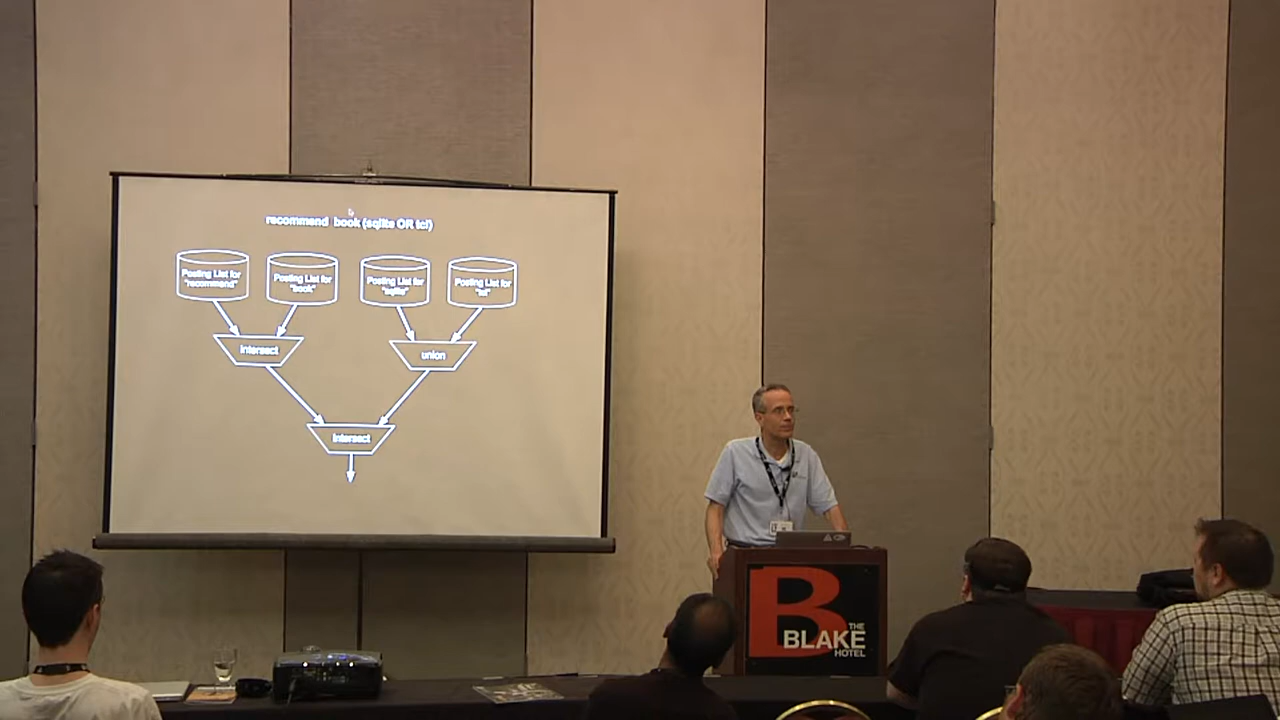 recommend book (sqlite OR tcl)
Posting List for
"recommend"
Posting List for
"book"
Posting List for
"sqlite"
Posting List for
"tcl"
intersect
union
intersect
B
THE
BLAKE
HOTEL